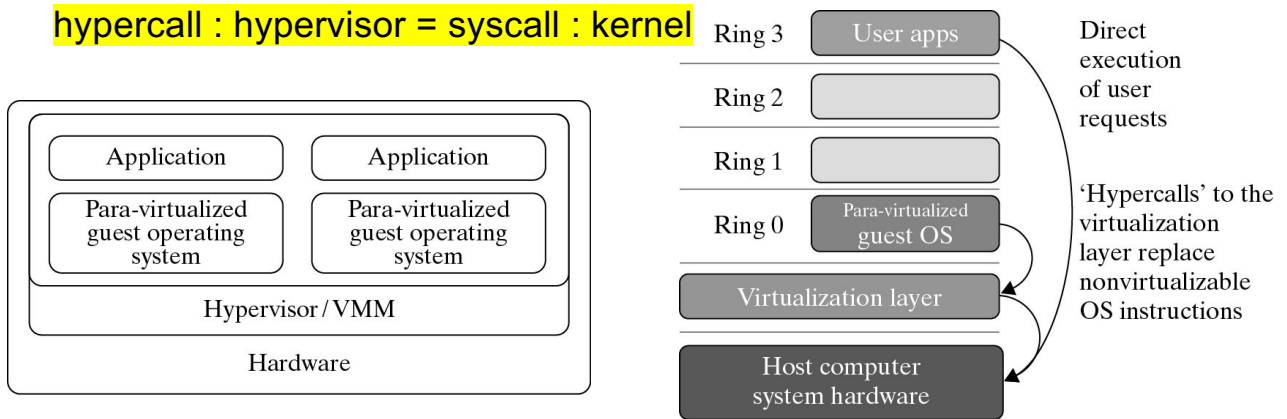 hypercall : hypervisor = syscall : kernel
Application
Application
Para-virtualized
guest operating
system
Para-virtualized
guest operating
system
Hypervisor / VMM
Hardware
Ring 3
User apps
Ring 2
Ring 1
Ring 0
Para-virtualized
guest OS
Virtualization layer
Host computer
system hardware
Direct
execution
of user
requests
‘Hypercalls’ to the
virtualization
layer replace
nonvirtualizable
OS instructions